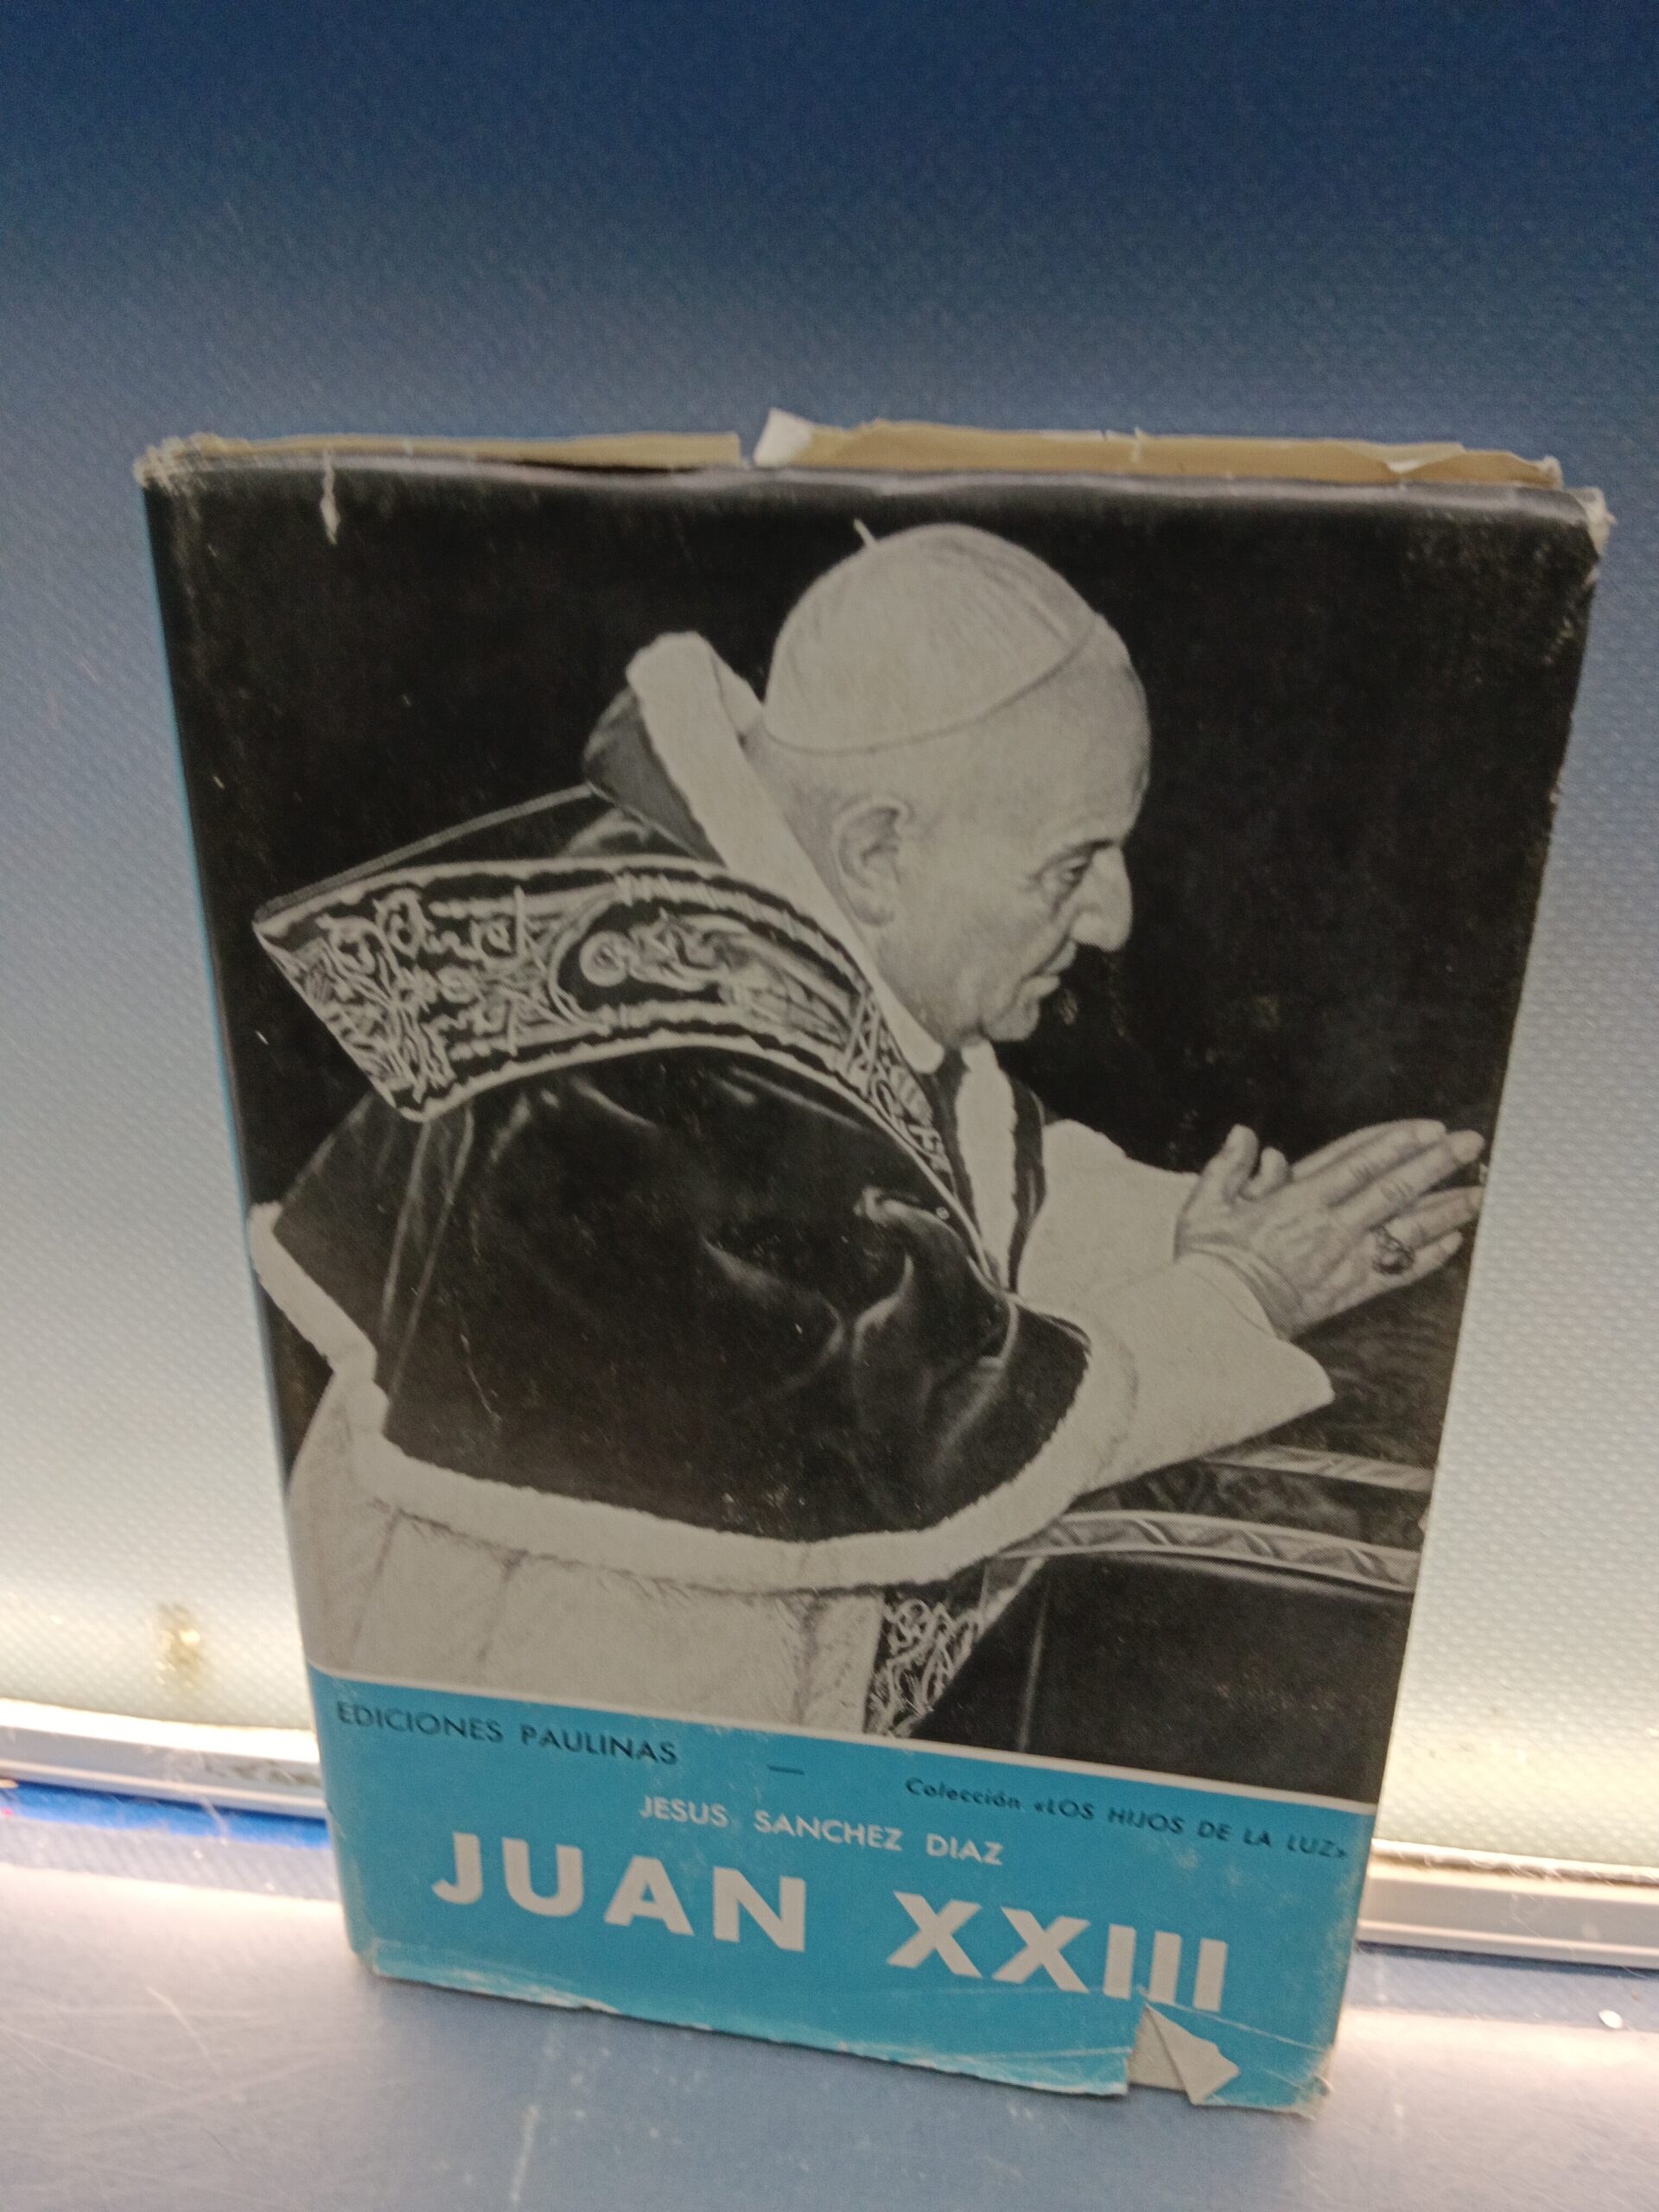 EDICIONES PAULINAS — Colección «LOS HIJOS DE LA LUZ»
JESUS SANCHEZ DIAZ
JUAN XXIII